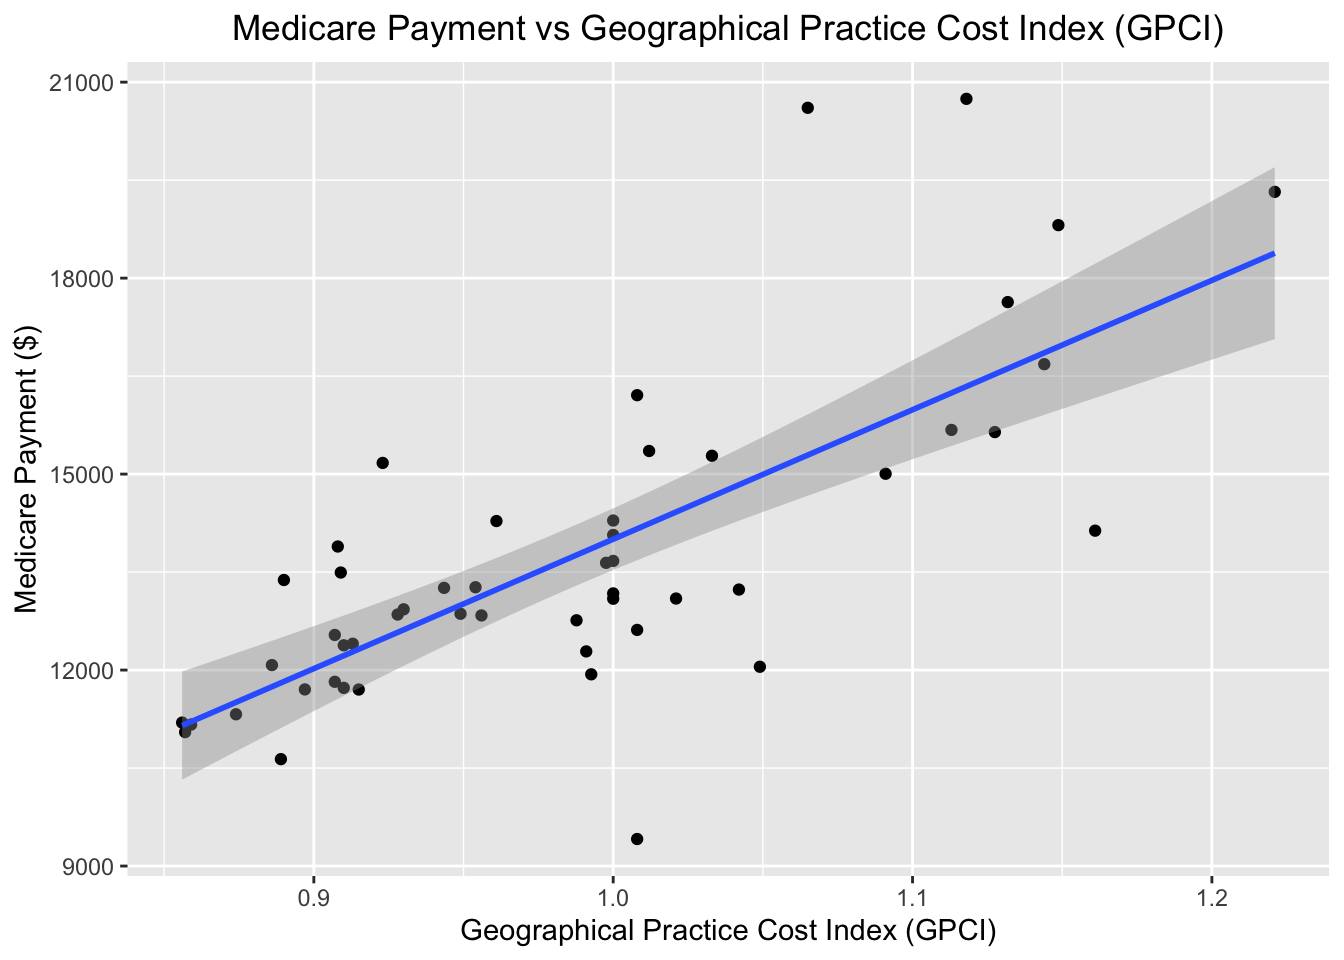 Medicare Payment vs Geographical Practice Cost Index (GPCI)
21000
18000
15000
12000
9000
Medicare Payment ($)
0.9 1.0 1.1 1.2
Geographical Practice Cost Index (GPCI)